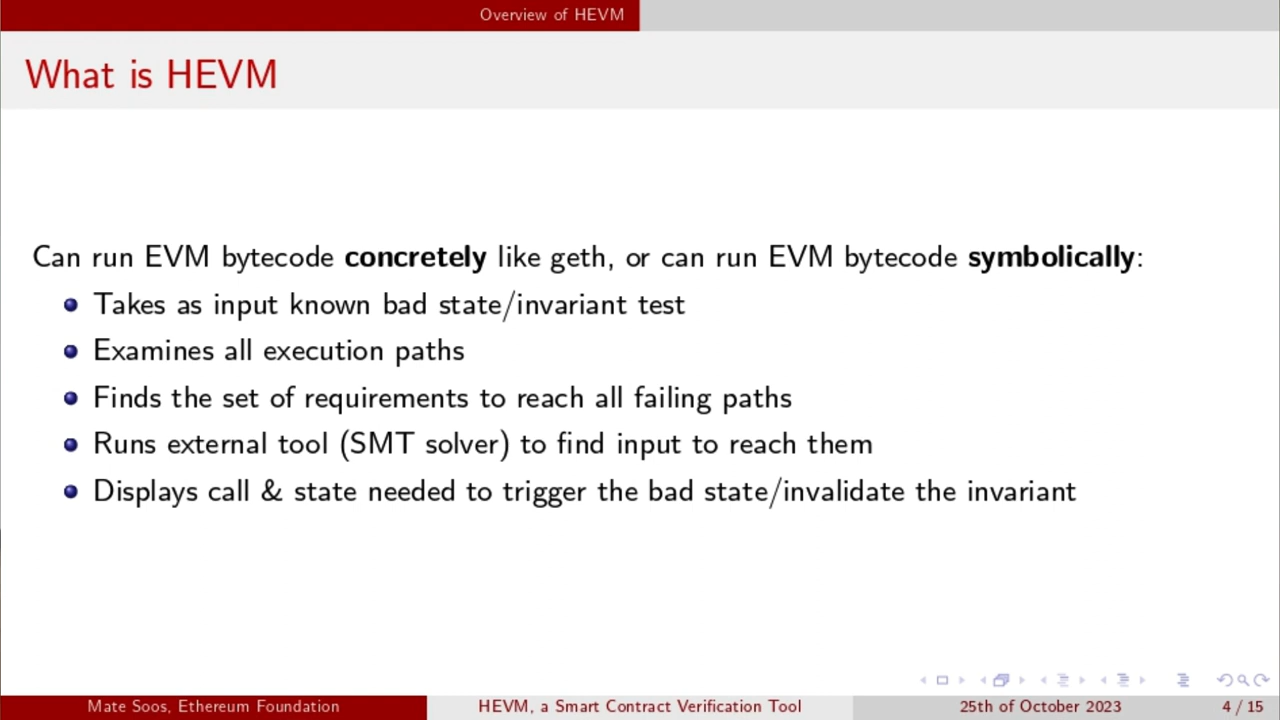 Overview of HEVM
What is HEVM
Can run EVM bytecode concretely like geth, or can run EVM bytecode symbolically:
Takes as input known bad state/invariant test
Examines all execution paths
Finds the set of requirements to reach all failing paths
Runs external tool (SMT solver) to find input to reach them
Displays call & state needed to trigger the bad state/invalidate the invariant
Mate Soos, Ethereum Foundation
HEVM, a Smart Contract Verification Tool
25th of October 2023
4 / 15